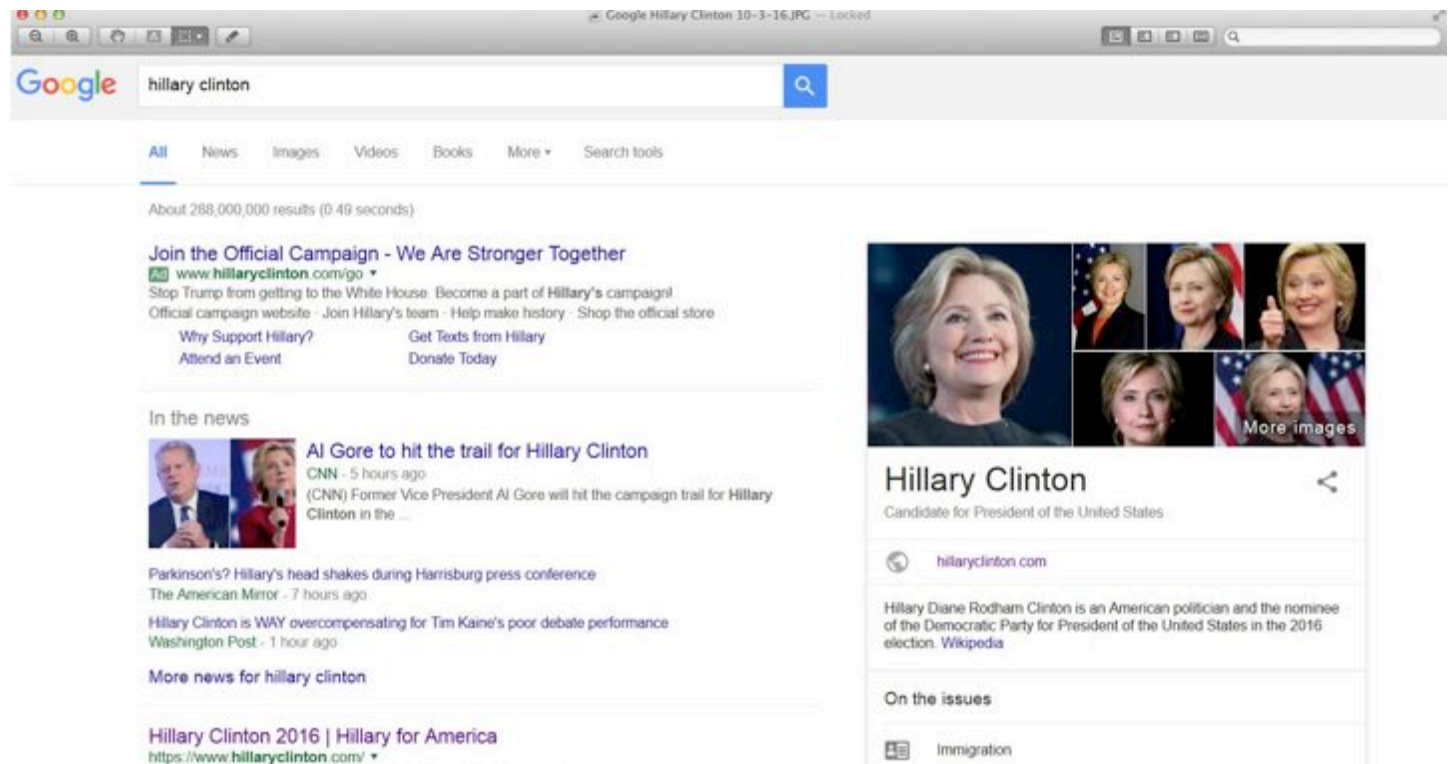 Google Hillary Clinton 10-3-16.JPG — Locked
Google
hillary clinton
All News Images Videos Books More ▾ Search tools
About 288,000,000 results (0.49 seconds)
Join the Official Campaign - We Are Stronger Together
Ad www.hillaryclinton.com/go ▾
Stop Trump from getting to the White House. Become a part of Hillary's campaign!
Official campaign website · Join Hillary's team · Help make history · Shop the official store
Why Support Hillary? Get Texts from Hillary
Attend an Event Donate Today
In the news
Al Gore to hit the trail for Hillary Clinton
CNN - 5 hours ago
(CNN) Former Vice President Al Gore will hit the campaign trail for Hillary
Clinton in the ...
Parkinson's? Hillary's head shakes during Harrisburg press conference
The American Mirror - 7 hours ago
Hillary Clinton is WAY overcompensating for Tim Kaine's poor debate performance
Washington Post - 1 hour ago
More news for hillary clinton
Hillary Clinton 2016 | Hillary for America
https://www.hillaryclinton.com/ ▾
More images
Hillary Clinton
Candidate for President of the United States
hillaryclinton.com
Hillary Diane Rodham Clinton is an American politician and the nominee
of the Democratic Party for President of the United States in the 2016
election. Wikipedia
On the issues
Immigration